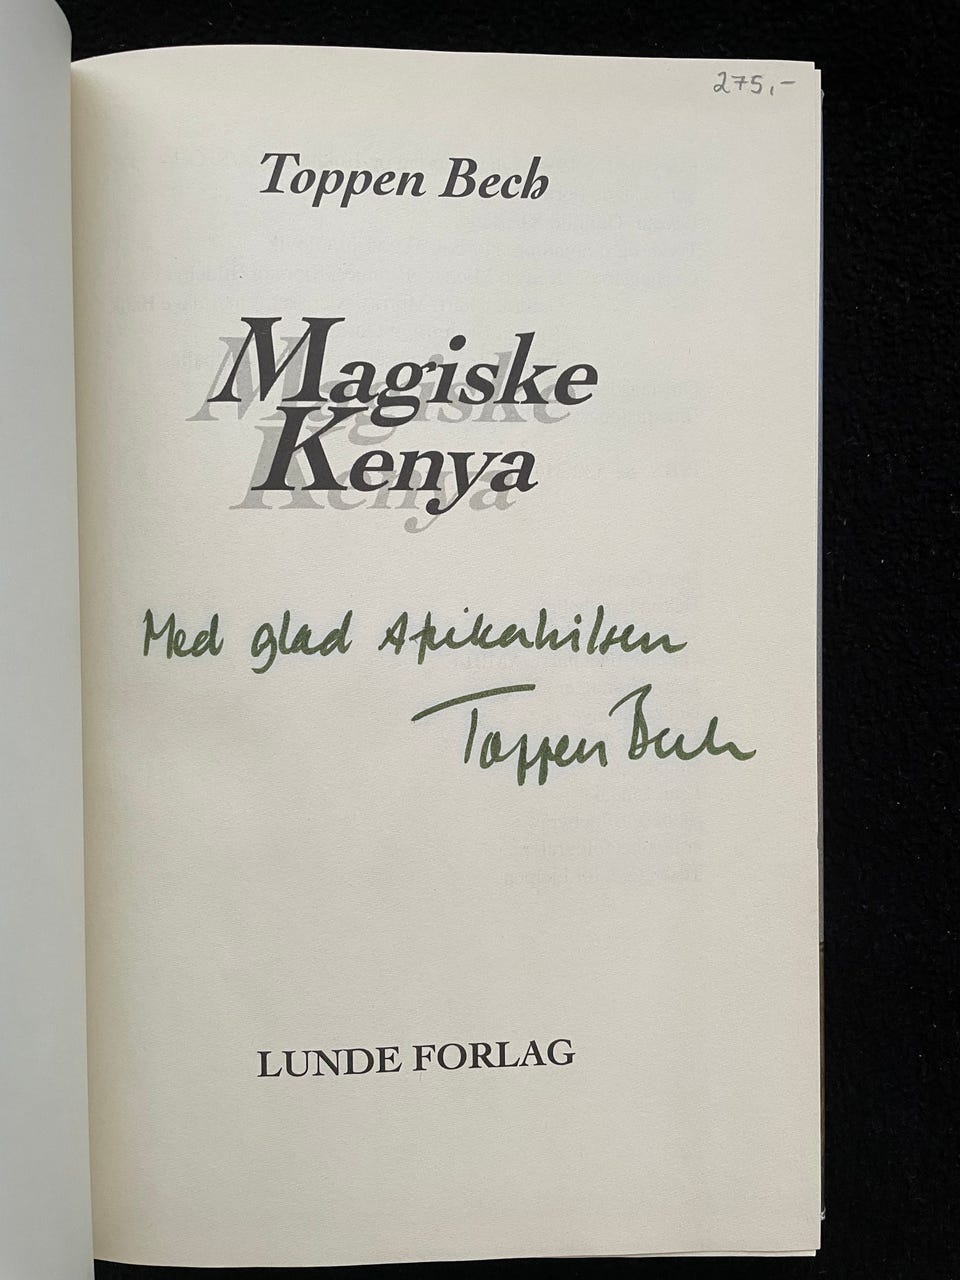 275,-
Toppen Bech
Magiske
Kenya
Med glad Afrikahilsen
Toppen Bech
LUNDE FORLAG